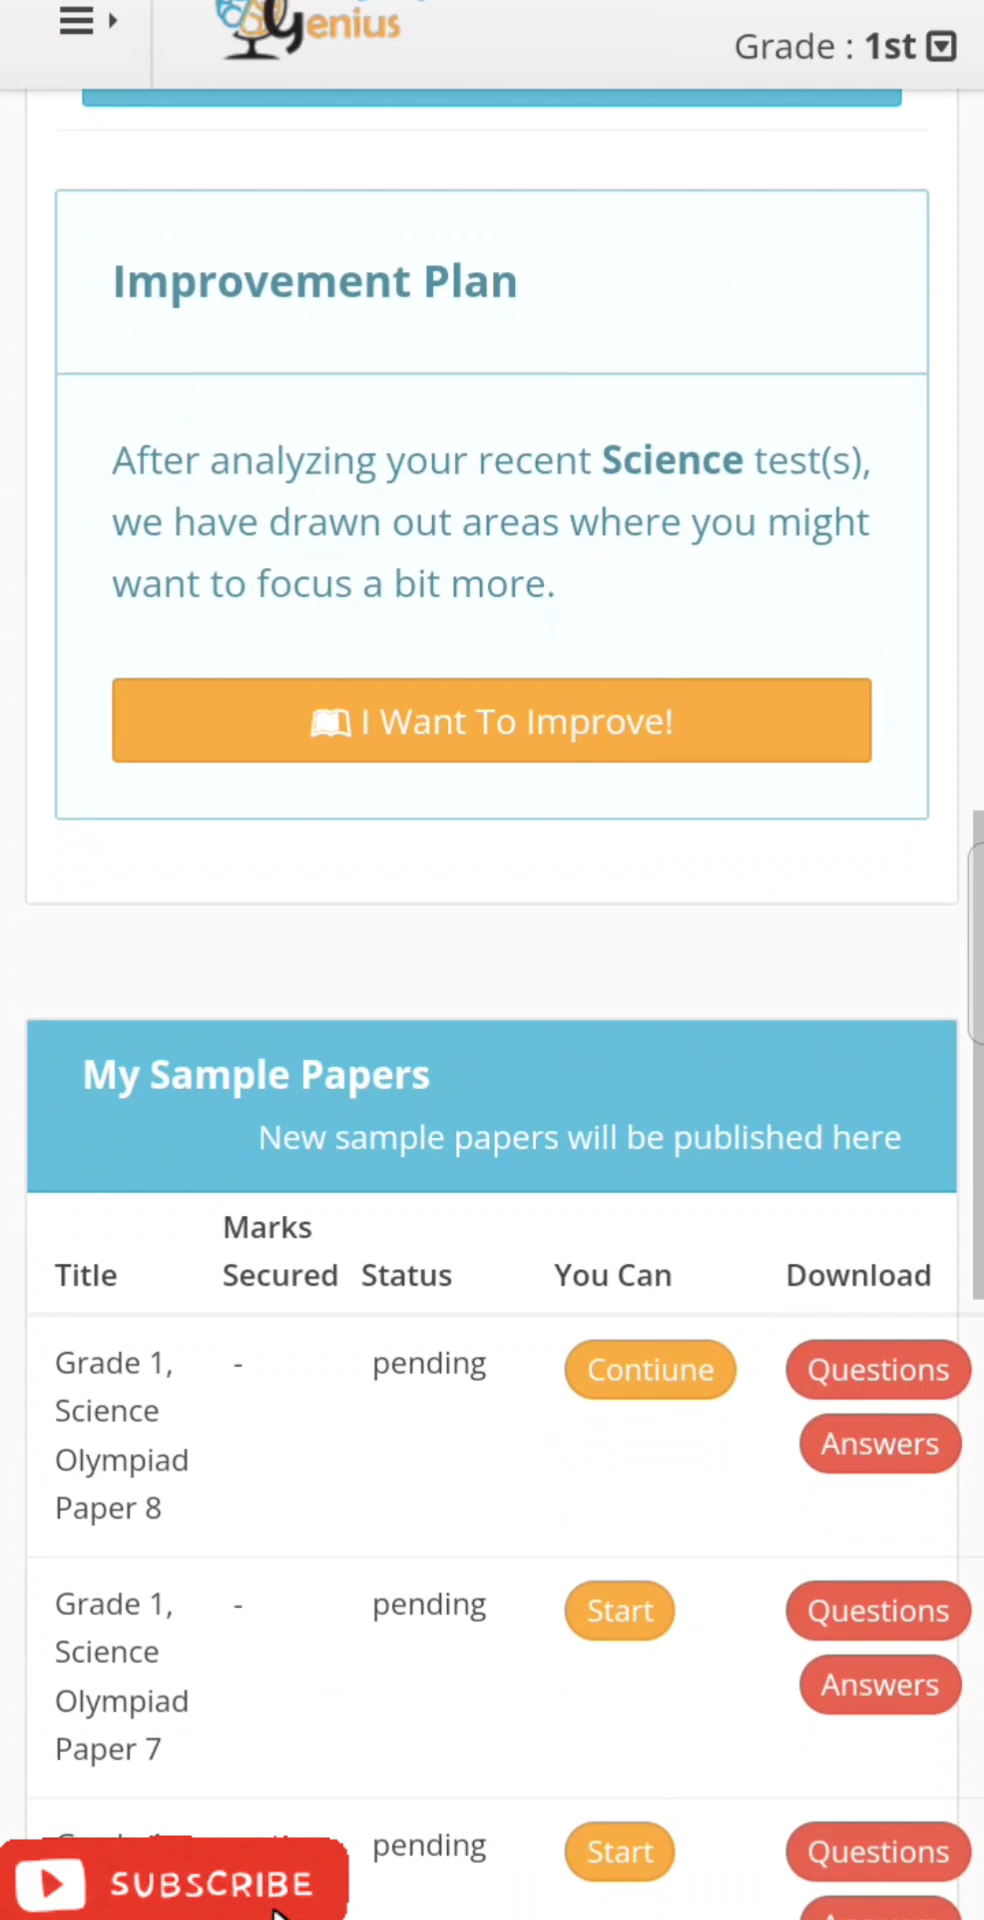 genius
Grade : 1st
Improvement Plan
After analyzing your recent Science test(s),
we have drawn out areas where you might
want to focus a bit more.
I Want To Improve!
My Sample Papers
New sample papers will be published here
Marks
Title Secured Status You Can Download
Grade 1, - pending Contiune Questions
Science
Answers
Olympiad
Paper 8
Grade 1, - pending Start Questions
Science
Answers
Olympiad
Paper 7
pending Start Questions
SUBSCRIBE